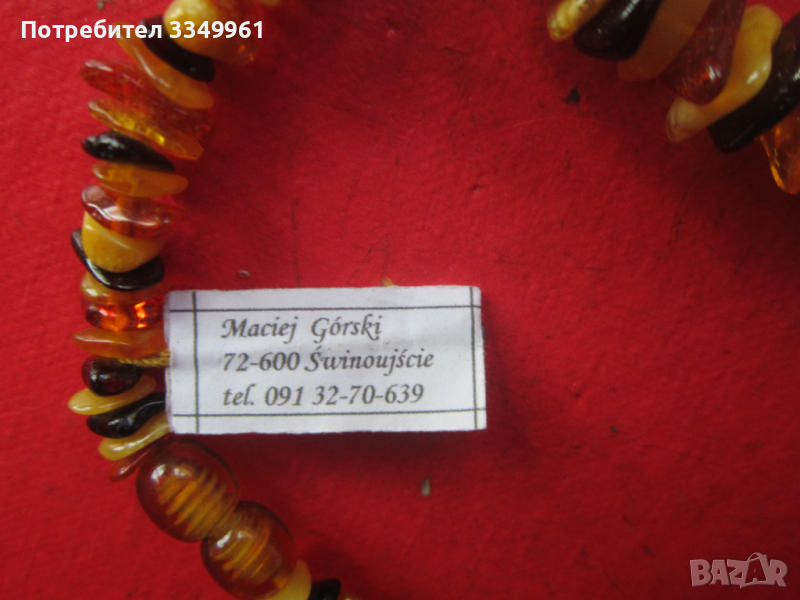 Потребител 3349961
Maciej Górski
72-600 Świnoujście
tel. 091 32-70-639
BAZAR